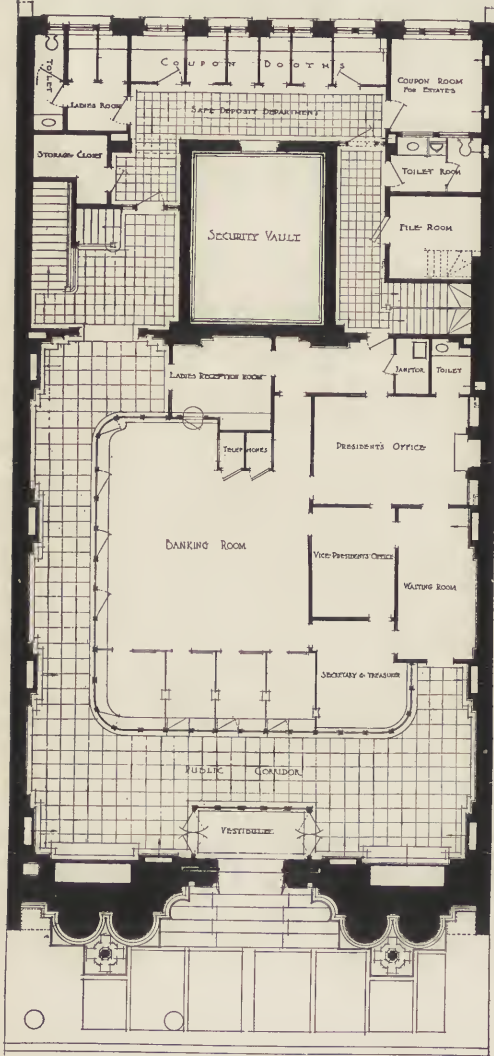 COUPON BOOTHS
TOILET
LADIES ROOM
COUPON ROOM
FOR ESTATES
SAFE DEPOSIT DEPARTMENT
STORAGE CLOSET
TOILET ROOM
FILE ROOM
SECURITY VAULT
LADIES RECEPTION ROOM
JANITOR
TOILET
TELEPHONES
PRESIDENT'S OFFICE
BANKING ROOM
VICE-PRESIDENT'S OFFICE
WAITING ROOM
SECRETARY & TREASURER
PUBLIC CORRIDOR
VESTIBULE